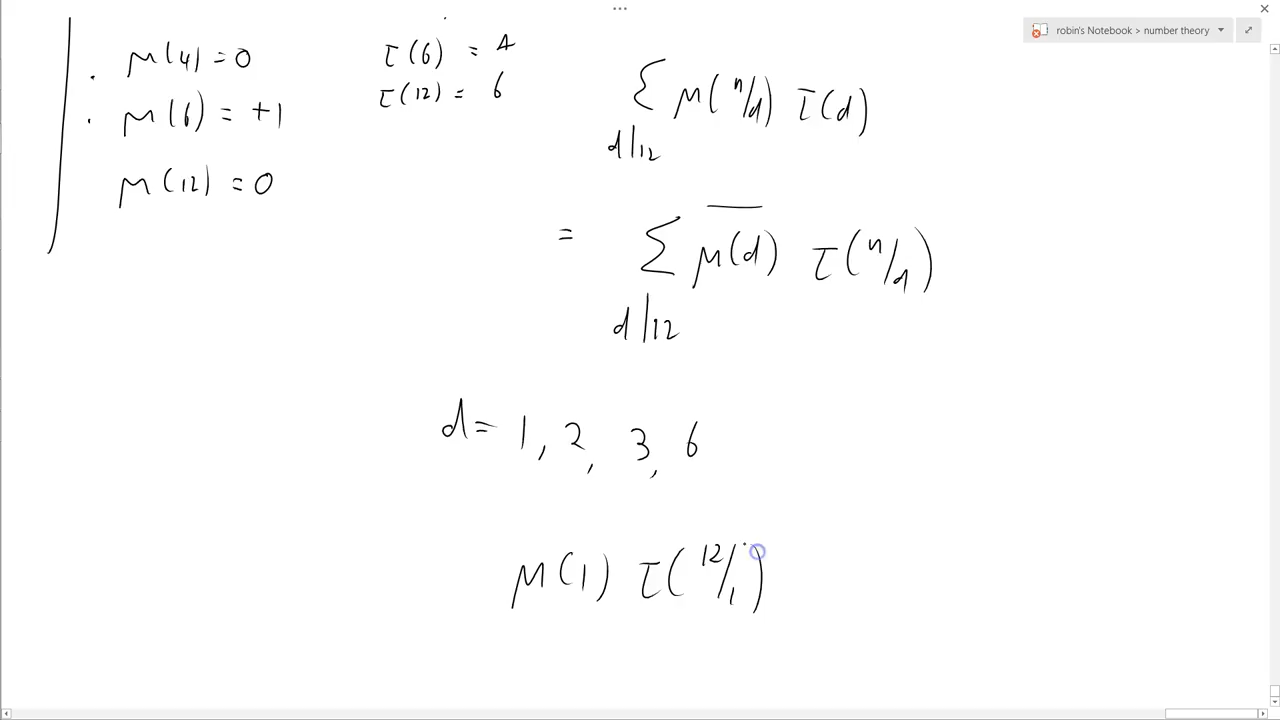 robin's Notebook > number theory
μ(4)=0
μ(6) = +1
μ(12) = 0
τ(6) = 4
τ(12) = 6
Σ μ(n/d) τ(d)
d|12
= Σ μ(d) τ(n/d)
d|12
d= 1, 2, 3, 6
μ(1) τ(12/1)